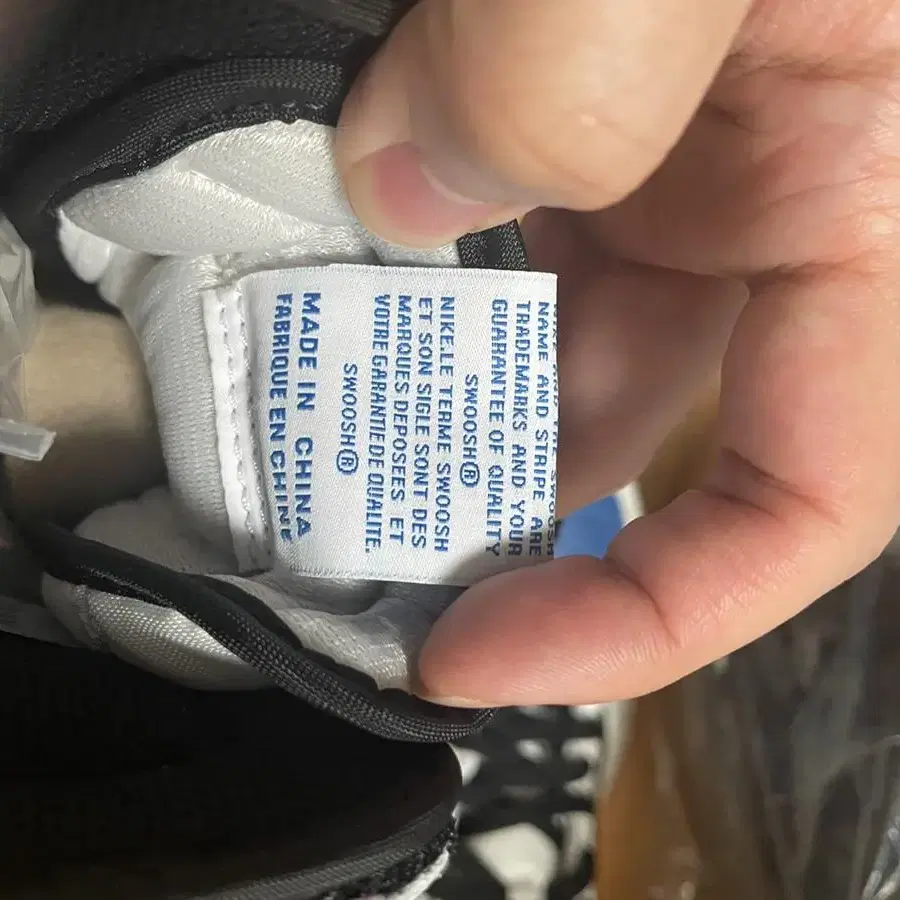 NAME AND STRIPE ARE
TRADEMARKS AND YOUR
GUARANTEE OF QUALITY
SWOOSH®
NIKE.LE TERME SWOOSH
ET SON SIGLE SONT DES
MARQUES DEPOSEES ET
VOTRE GARANTIE DE QUALITE.
SWOOSH®
MADE IN CHINA
FABRIQUE EN CHINE